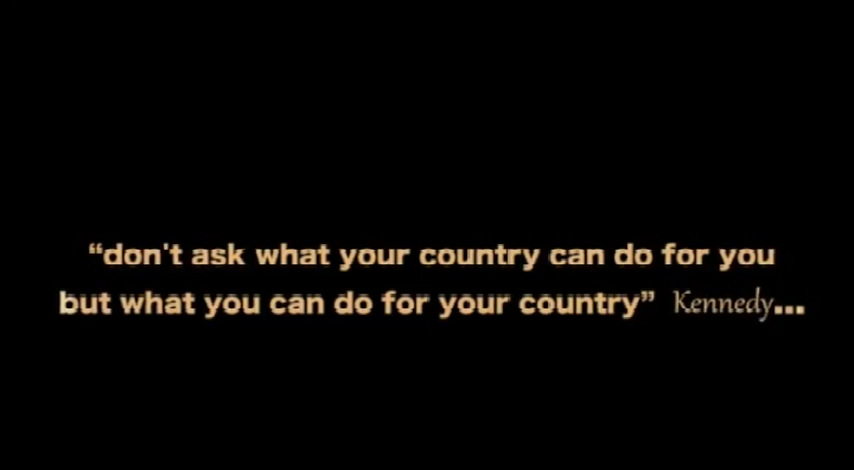 “don't ask what your country can do for you
but what you can do for your country” Kennedy...